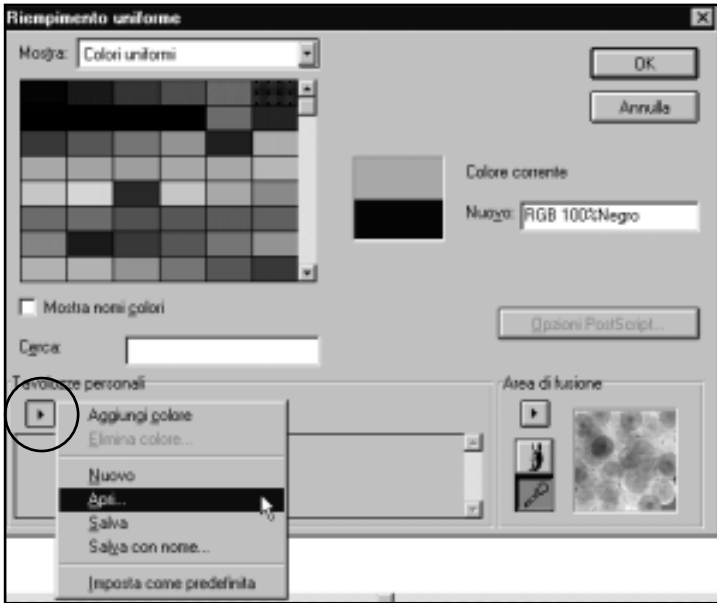 Riempimento uniforme
Mostra: Colori uniformi
OK
Annulla
Colore corrente
Nuovo: RGB 100%Negro
Mostra nomi colori
Opzioni PostScript...
Cerca:
Tavolozze personali
Area di fusione
Aggiungi colore
Elimina colore...
Nuovo
Apri...
Salva
Salva con nome...
Imposta come predefinita